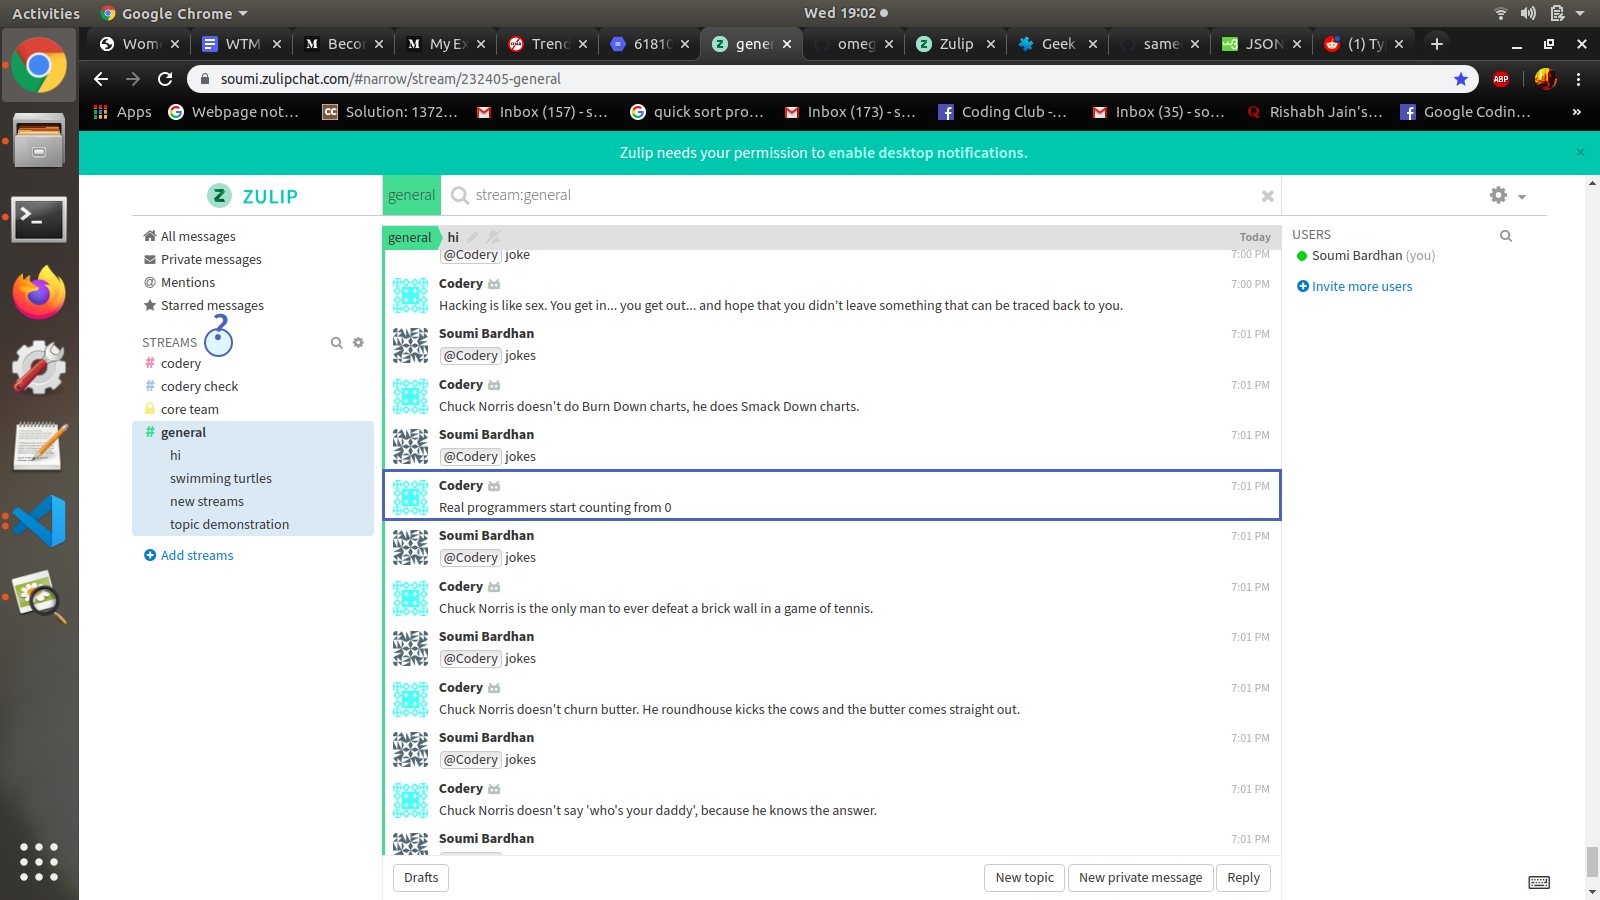 Activities
Google Chrome
Wed 19:02
Wom
WTM
Becor
My Ex
Trend
61810
gener
omeg
Zulip
Geek
same
JSON
(1) Ty
soumi.zulipchat.com/#narrow/stream/232405-general
ABP
Apps
Webpage not...
CC
Solution: 1372...
Inbox (157) - s...
quick sort pro...
Inbox (173) - s...
Coding Club -...
Inbox (35) - so...
Rishabh Jain's...
Google Codin...
»
Zulip needs your permission to enable desktop notifications.
ZULIP
general
stream:general
All messages
Private messages
Mentions
Starred messages
STREAMS
?
# codery
# codery check
core team
# general
hi
swimming turtles
new streams
topic demonstration
Add streams
general
hi
Today
@Codery joke
7:00 PM
Codery
7:00 PM
Hacking is like sex. You get in... you get out... and hope that you didn't leave something that can be traced back to you.
Soumi Bardhan
7:01 PM
@Codery jokes
Codery
7:01 PM
Chuck Norris doesn't do Burn Down charts, he does Smack Down charts.
Soumi Bardhan
7:01 PM
@Codery jokes
Codery
7:01 PM
Real programmers start counting from 0
Soumi Bardhan
7:01 PM
@Codery jokes
Codery
7:01 PM
Chuck Norris is the only man to ever defeat a brick wall in a game of tennis.
Soumi Bardhan
7:01 PM
@Codery jokes
Codery
7:01 PM
Chuck Norris doesn't churn butter. He roundhouse kicks the cows and the butter comes straight out.
Soumi Bardhan
7:01 PM
@Codery jokes
Codery
7:01 PM
Chuck Norris doesn't say 'who's your daddy', because he knows the answer.
Soumi Bardhan
7:01 PM
Drafts
New topic
New private message
Reply
USERS
Soumi Bardhan (you)
Invite more users